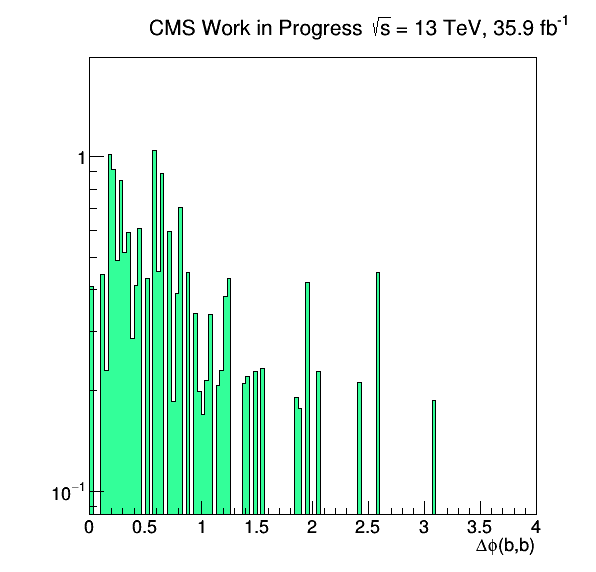 CMS Work in Progress √s = 13 TeV, 35.9 fb⁻¹
1
10⁻¹
0 0.5 1 1.5 2 2.5 3 3.5 4
Δϕ(b,b)